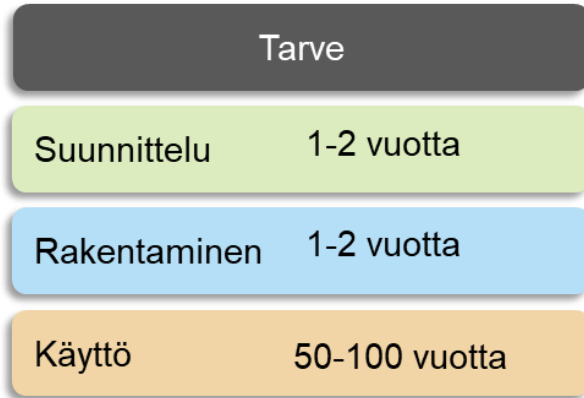 Tarve
Suunnittelu 1-2 vuotta
Rakentaminen 1-2 vuotta
Käyttö 50-100 vuotta